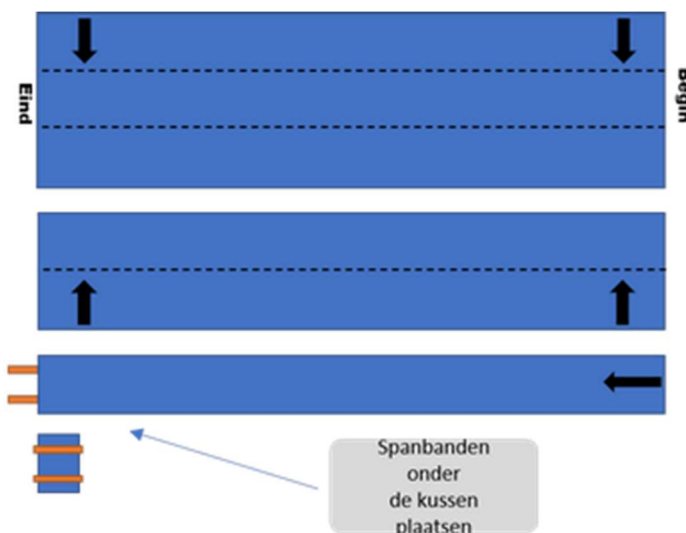 Eind
Begin
Spanbanden
onder
de kussen
plaatsen